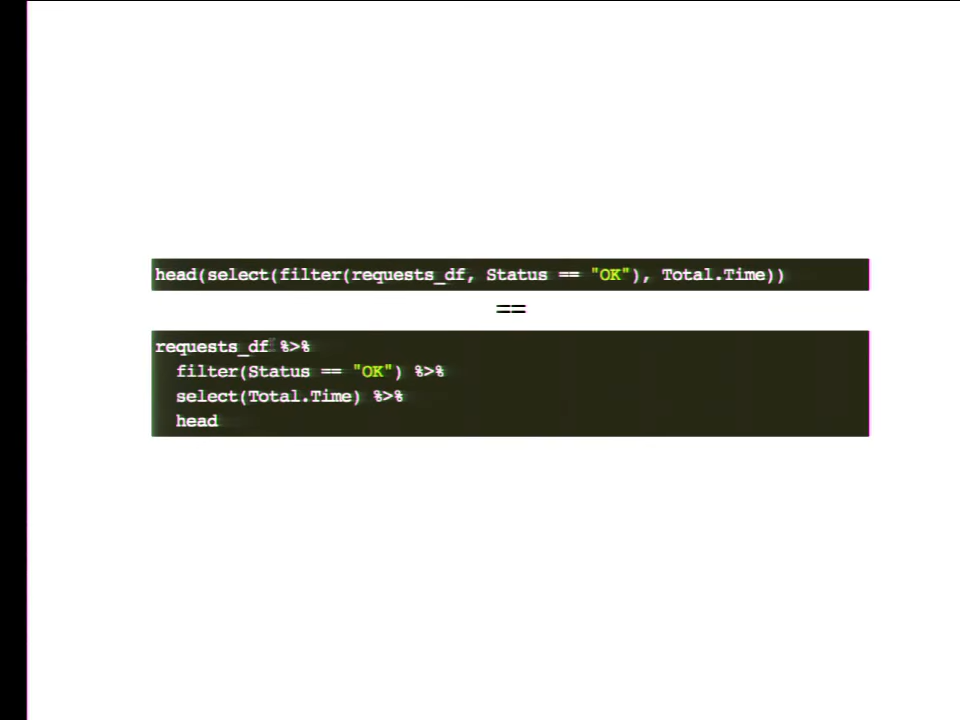 head(select(filter(requests_df, Status == "OK"), Total.Time))
==
requests_df %>%
  filter(Status == "OK") %>%
  select(Total.Time) %>%
  head